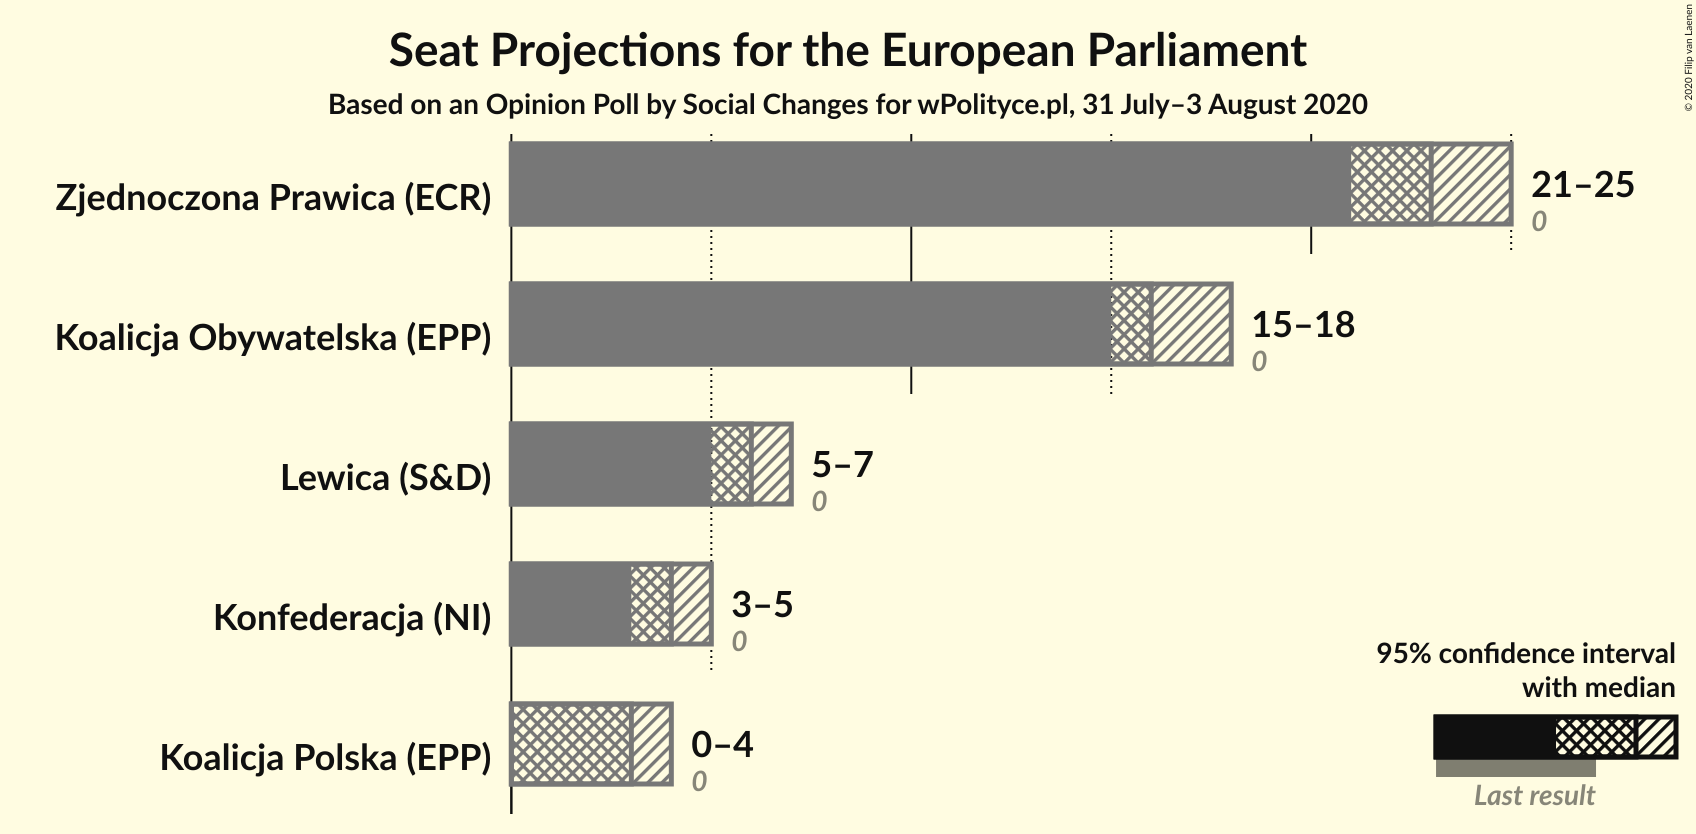 Seat Projections for the European Parliament
Based on an Opinion Poll by Social Changes for wPolityce.pl, 31 July–3 August 2020
© 2020 Filip van Laenen
Zjednoczona Prawica (ECR)
21–25
0
Koalicja Obywatelska (EPP)
15–18
0
Lewica (S&D)
5–7
0
Konfederacja (NI)
3–5
0
Koalicja Polska (EPP)
0–4
0
95% confidence interval
with median
Last result